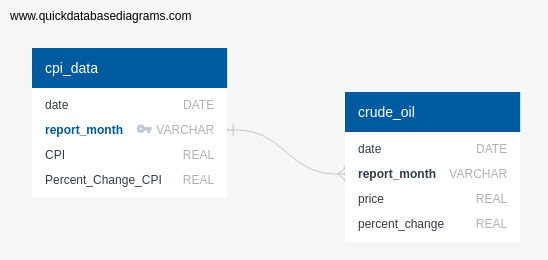 www.quickdatabasediagrams.com
cpi_data
date DATE
report_month VARCHAR
CPI REAL
Percent_Change_CPI REAL
crude_oil
date DATE
report_month VARCHAR
price REAL
percent_change REAL